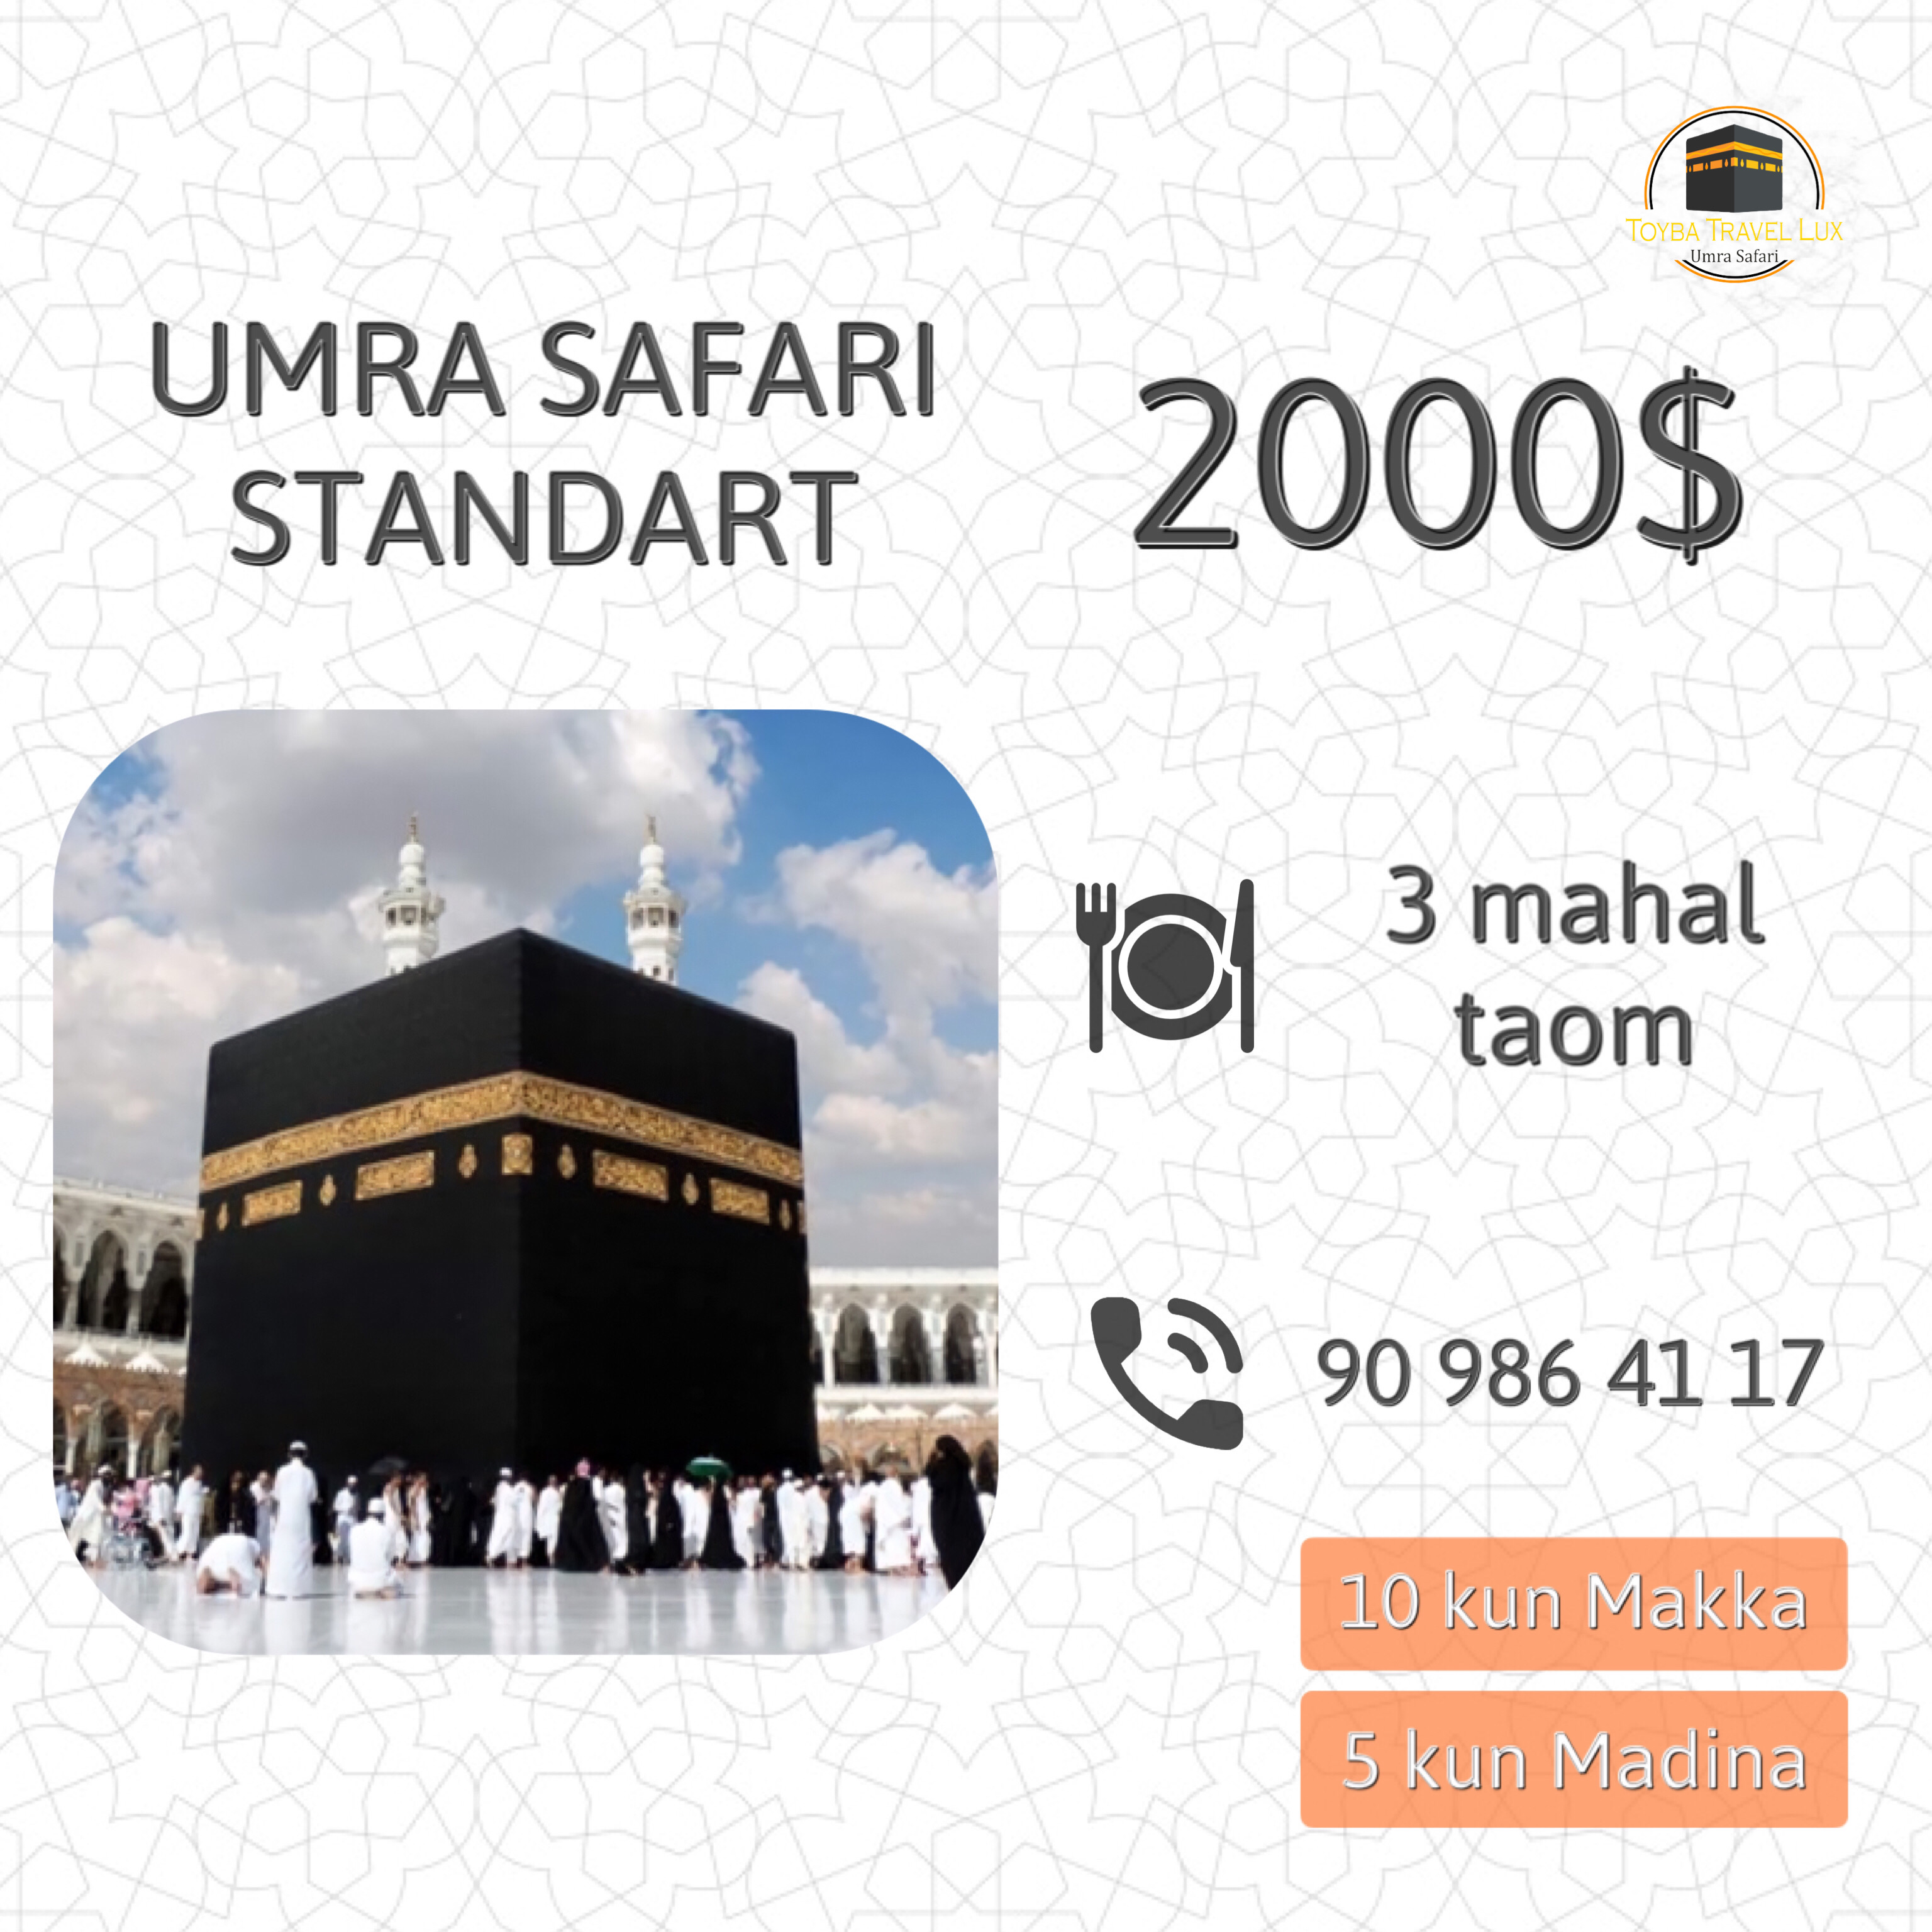 TOYBA TRAVEL LUX
Umra Safari
UMRA SAFARI
STANDART
2000$
3 mahal
taom
90 986 41 17
10 kun Makka
5 kun Madina